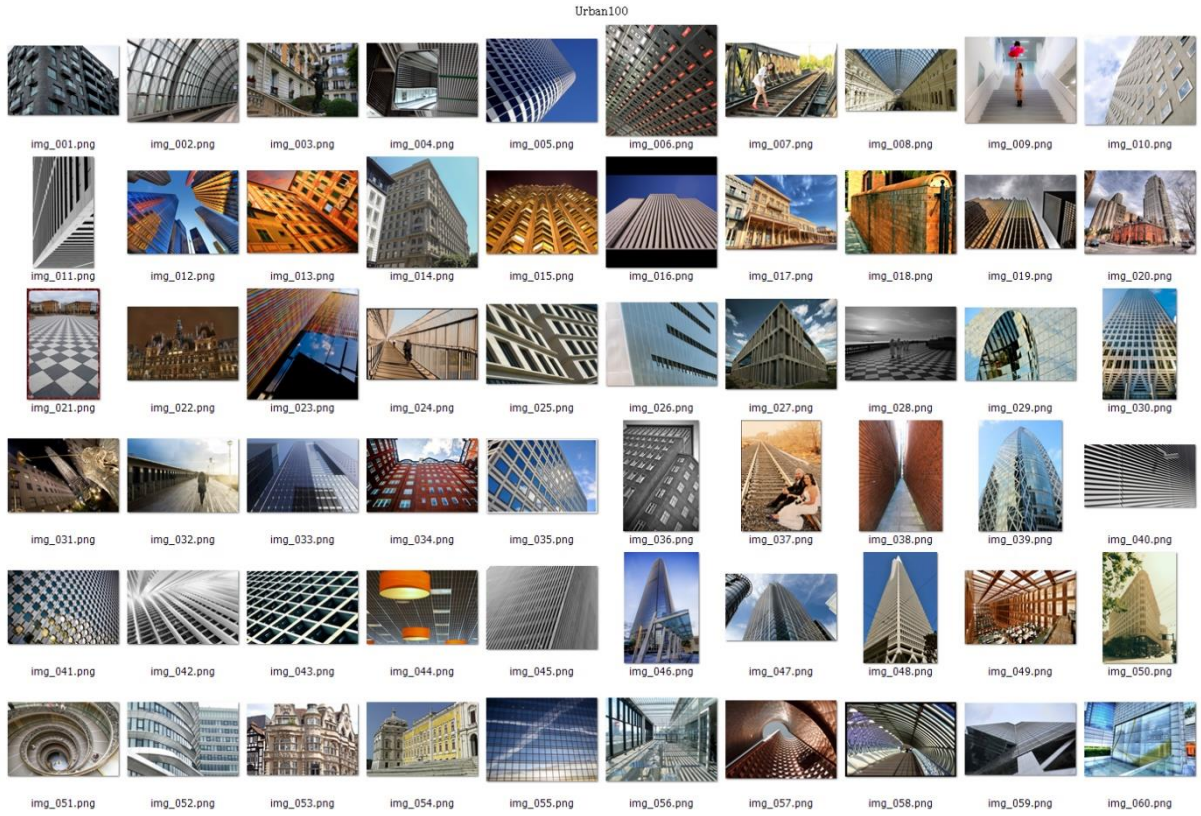 Urban100
img_001.png img_002.png img_003.png img_004.png img_005.png img_006.png img_007.png img_008.png img_009.png img_010.png
img_011.png img_012.png img_013.png img_014.png img_015.png img_016.png img_017.png img_018.png img_019.png img_020.png
img_021.png img_022.png img_023.png img_024.png img_025.png img_026.png img_027.png img_028.png img_029.png img_030.png
img_031.png img_032.png img_033.png img_034.png img_035.png img_036.png img_037.png img_038.png img_039.png img_040.png
img_041.png img_042.png img_043.png img_044.png img_045.png img_046.png img_047.png img_048.png img_049.png img_050.png
img_051.png img_052.png img_053.png img_054.png img_055.png img_056.png img_057.png img_058.png img_059.png img_060.png